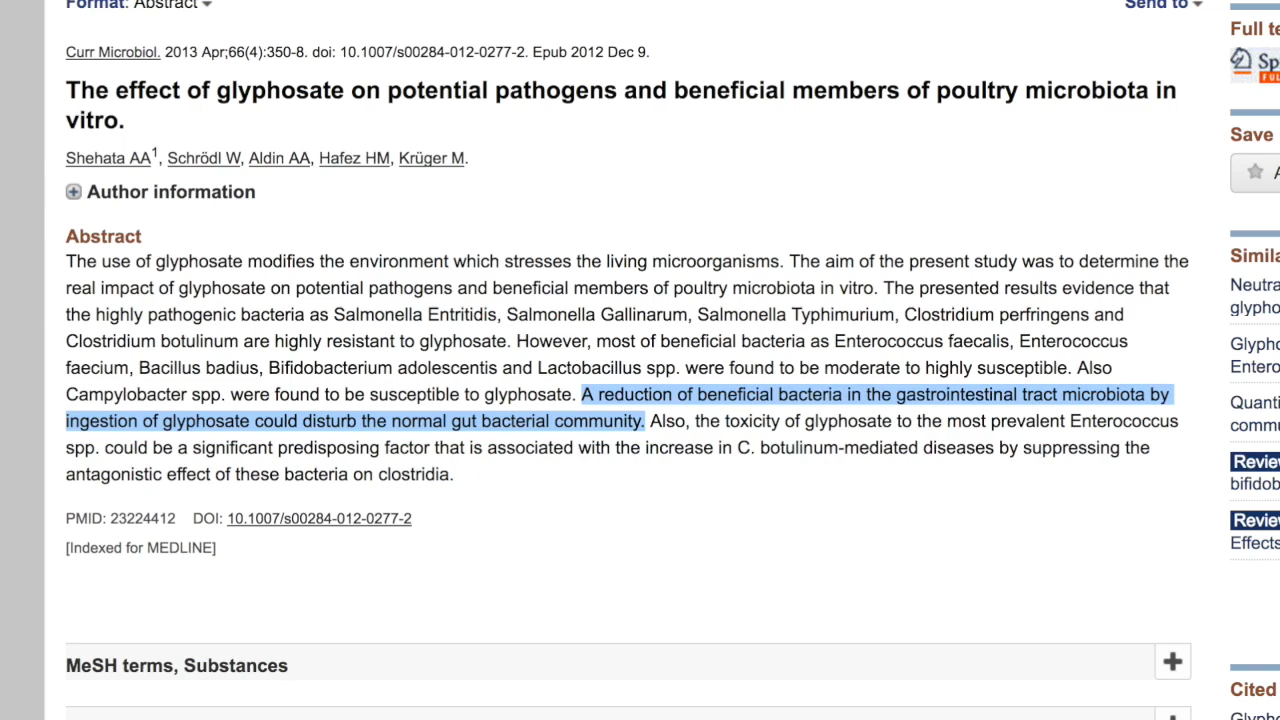 Format: Abstract
Send to
Curr Microbiol. 2013 Apr;66(4):350-8. doi: 10.1007/s00284-012-0277-2. Epub 2012 Dec 9.
The effect of glyphosate on potential pathogens and beneficial members of poultry microbiota in
vitro.
Shehata AA1, Schrödl W, Aldin AA, Hafez HM, Krüger M.
Author information
Abstract
The use of glyphosate modifies the environment which stresses the living microorganisms. The aim of the present study was to determine the
real impact of glyphosate on potential pathogens and beneficial members of poultry microbiota in vitro. The presented results evidence that
the highly pathogenic bacteria as Salmonella Entritidis, Salmonella Gallinarum, Salmonella Typhimurium, Clostridium perfringens and
Clostridium botulinum are highly resistant to glyphosate. However, most of beneficial bacteria as Enterococcus faecalis, Enterococcus
faecium, Bacillus badius, Bifidobacterium adolescentis and Lactobacillus spp. were found to be moderate to highly susceptible. Also
Campylobacter spp. were found to be susceptible to glyphosate. A reduction of beneficial bacteria in the gastrointestinal tract microbiota by
ingestion of glyphosate could disturb the normal gut bacterial community. Also, the toxicity of glyphosate to the most prevalent Enterococcus
spp. could be a significant predisposing factor that is associated with the increase in C. botulinum-mediated diseases by suppressing the
antagonistic effect of these bacteria on clostridia.
PMID: 23224412 DOI: 10.1007/s00284-012-0277-2
[Indexed for MEDLINE]
MeSH terms, Substances
Full te
Sp
FUL
Save
A
Simila
Neutra
glypho
Glypho
Entero
Quanti
commu
Review
bifidob
Review
Effects
Cited